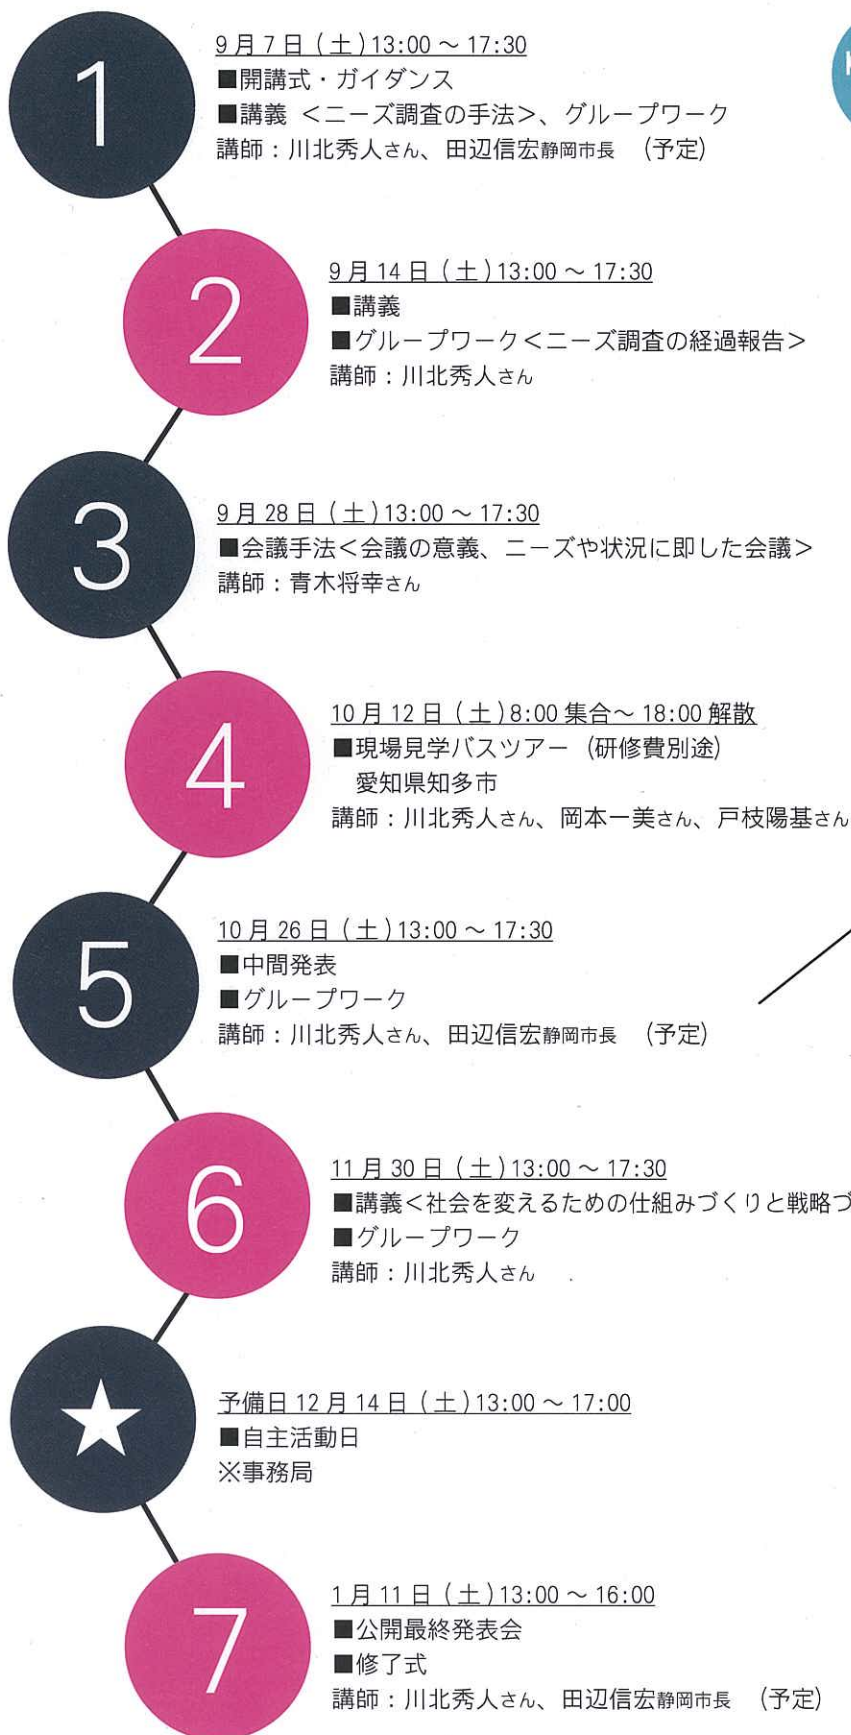 1
9月7日(土)13:00～17:30
■開講式・ガイダンス
■講義 <ニーズ調査の手法>、グループワーク
講師：川北秀人さん、田辺信宏静岡市長 (予定)
2
9月14日(土)13:00～17:30
■講義
■グループワーク<ニーズ調査の経過報告>
講師：川北秀人さん
3
9月28日(土)13:00～17:30
■会議手法<会議の意義、ニーズや状況に即した会議>
講師：青木将幸さん
4
10月12日(土)8:00集合～18:00解散
■現場見学バスツアー (研修費別途)
愛知県知多市
講師：川北秀人さん、岡本一美さん、戸枝陽基さん
5
10月26日(土)13:00～17:30
■中間発表
■グループワーク
講師：川北秀人さん、田辺信宏静岡市長 (予定)
6
11月30日(土)13:00～17:30
■講義<社会を変えるための仕組みづくりと戦略づ
■グループワーク
講師：川北秀人さん
★
予備日12月14日(土)13:00～17:00
■自主活動日
※事務局
7
1月11日(土)13:00～16:00
■公開最終発表会
■修了式
講師：川北秀人さん、田辺信宏静岡市長 (予定)